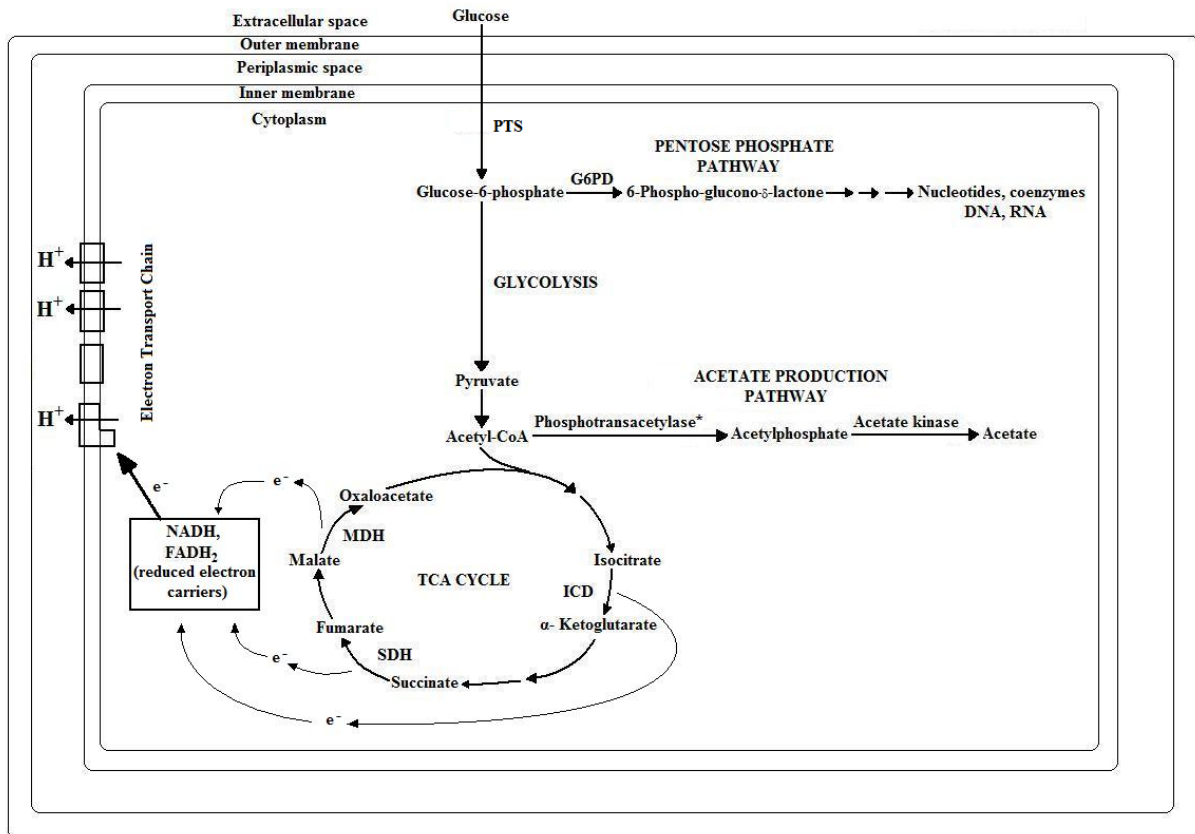 Glucose
Extracellular space
Outer membrane
Periplasmic space
Inner membrane
Cytoplasm
PTS
PENTOSE PHOSPHATE
PATHWAY
Glucose-6-phosphate
G6PD
6-Phospho-glucono-δ-lactone
Nucleotides, coenzymes
DNA, RNA
H+
H+
H+
Electron Transport Chain
GLYCOLYSIS
Pyruvate
ACETATE PRODUCTION
PATHWAY
Acetyl-CoA
Phosphotransacetylase*
Acetylphosphate
Acetate kinase
Acetate
e-
e-
Oxaloacetate
NADH,
FADH2
(reduced electron
carriers)
MDH
Malate
TCA CYCLE
Isocitrate
ICD
α- Ketoglutarate
Fumarate
SDH
e-
Succinate
e-